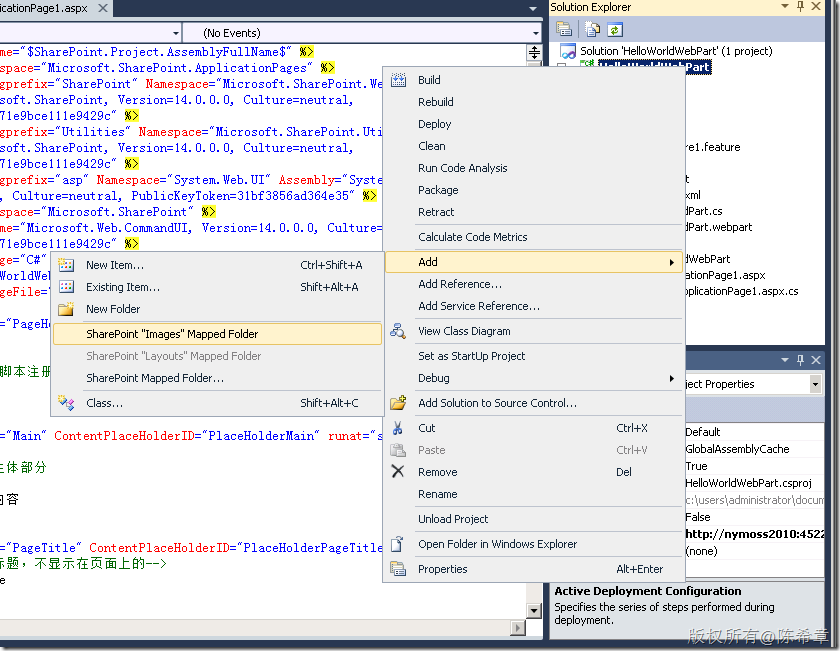 icationPage1.aspx
(No Events)
me="$SharePoint.Project.AssemblyFullName$" %>
space="Microsoft.SharePoint.ApplicationPages" %>
gprefix="SharePoint" Namespace="Microsoft.SharePoint.We
soft.SharePoint, Version=14.0.0.0, Culture=neutral,
71e9bce111e9429c" %>
gprefix="Utilities" Namespace="Microsoft.SharePoint.Uti
soft.SharePoint, Version=14.0.0.0, Culture=neutral,
71e9bce111e9429c" %>
gprefix="asp" Namespace="System.Web.UI" Assembly="Syste
, Culture=neutral, PublicKeyToken=31bf3856ad364e35" %>
space="Microsoft.SharePoint" %>
me="Microsoft.Web.CommandUI, Version=14.0.0.0, Culture=
71e9bce111e9429c" %>
ge="C#"
WorldWeb
geFile="
="PageHe
脚本注册
="Main" ContentPlaceHolderID="PlaceHolderMain" runat="s
主体部分
内容
="PageTitle" ContentPlaceHolderID="PlaceHolderPageTitle
标题，不显示在页面上的-->
e
New Item... Ctrl+Shift+A
Existing Item... Shift+Alt+A
New Folder
SharePoint "Images" Mapped Folder
SharePoint "Layouts" Mapped Folder
SharePoint Mapped Folder...
Class... Shift+Alt+C
Build
Rebuild
Deploy
Clean
Run Code Analysis
Package
Retract
Calculate Code Metrics
Add
Add Reference...
Add Service Reference...
View Class Diagram
Set as StartUp Project
Debug
Add Solution to Source Control...
Cut Ctrl+X
Paste Ctrl+V
Remove Del
Rename
Unload Project
Open Folder in Windows Explorer
Properties Alt+Enter
Solution Explorer
Solution 'HelloWorldWebPart' (1 project)
HelloWorldWebPart
re1.feature
t
xml
dPart.cs
dPart.webpart
dWebPart
ationPage1.aspx
pplicationPage1.aspx.cs
ject Properties
Default
GlobalAssemblyCache
True
HelloWorldWebPart.csproj
c:\users\administrator\docum
False
http://nymoss2010:4522
(none)
Active Deployment Configuration
Specifies the series of steps performed during
deployment.
版权所有@陈希章